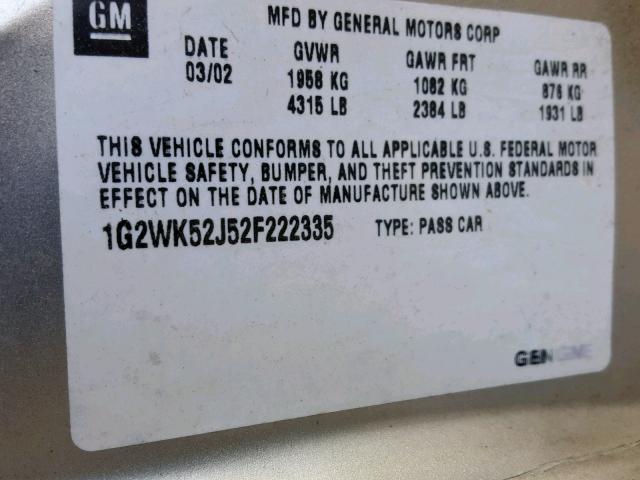 GM
MFD BY GENERAL MOTORS CORP
DATE GVWR GAWR FRT GAWR RR
03/02 1958 KG 1082 KG 876 KG
4315 LB 2384 LB 1931 LB
THIS VEHICLE CONFORMS TO ALL APPLICABLE U.S. FEDERAL MOTOR
VEHICLE SAFETY, BUMPER, AND THEFT PREVENTION STANDARDS IN
EFFECT ON THE DATE OF MANUFACTURE SHOWN ABOVE.
1G2WK52J52F222335 TYPE: PASS CAR